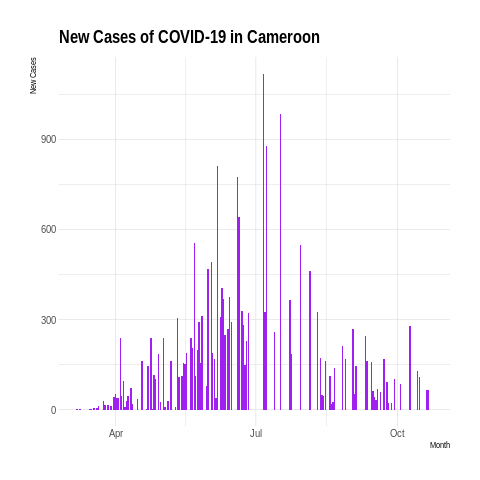 New Cases of COVID-19 in Cameroon
New Cases
900
600
300
0
Apr
Jul
Oct
Month